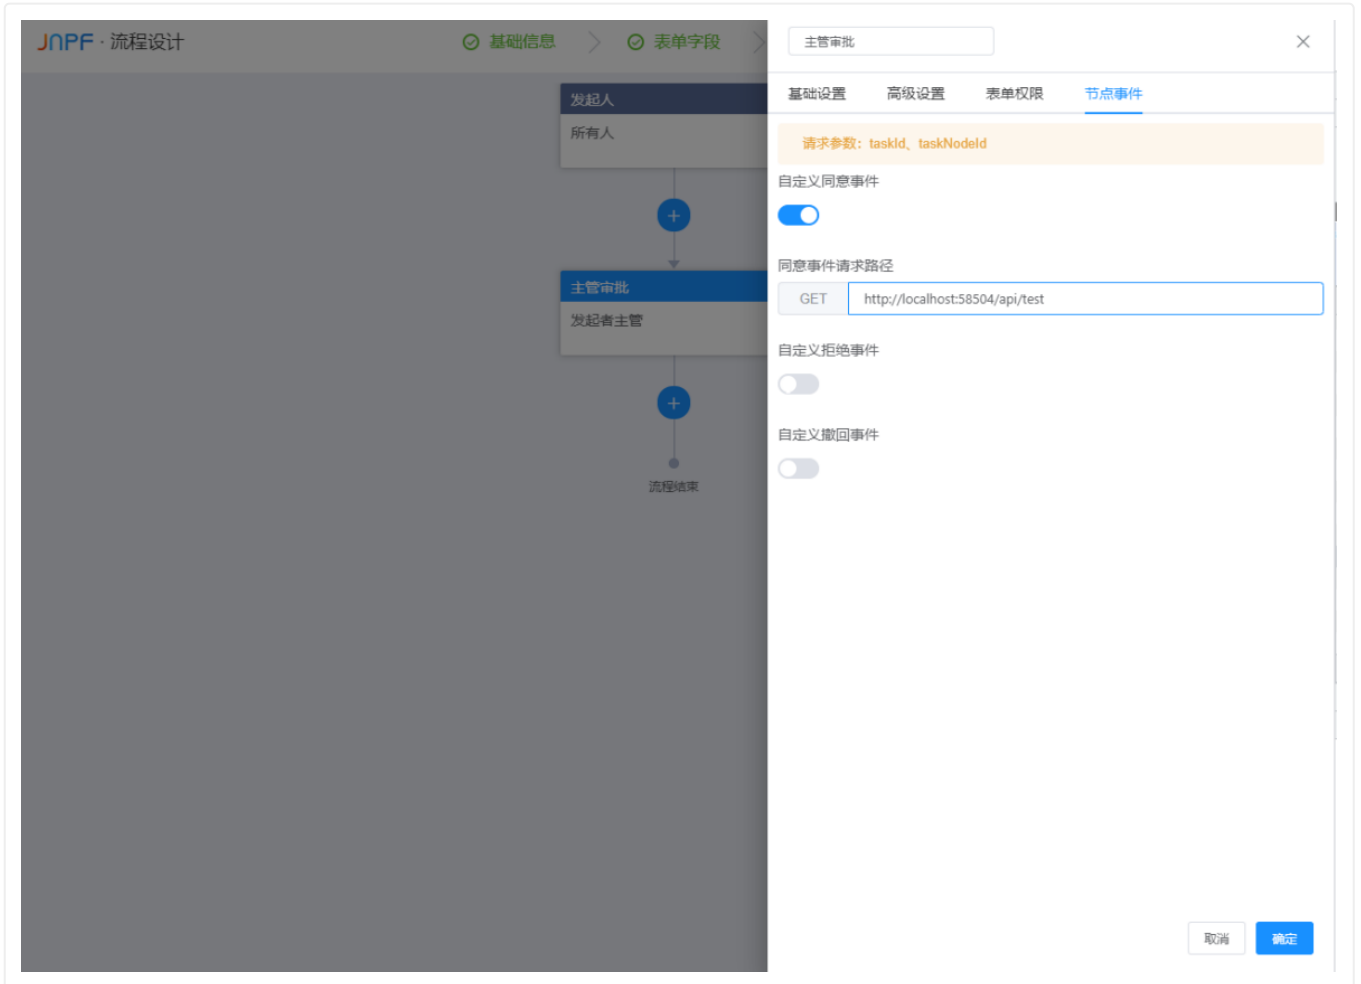 JNPF · 流程设计
基础信息
表单字段
发起人
所有人
主管审批
发起者主管
流程结束
主管审批
基础设置
高级设置
表单权限
节点事件
请求参数：taskId、taskNodeId
自定义同意事件
同意事件请求路径
GET
http://localhost:58504/api/test
自定义拒绝事件
自定义撤回事件
取消
确定